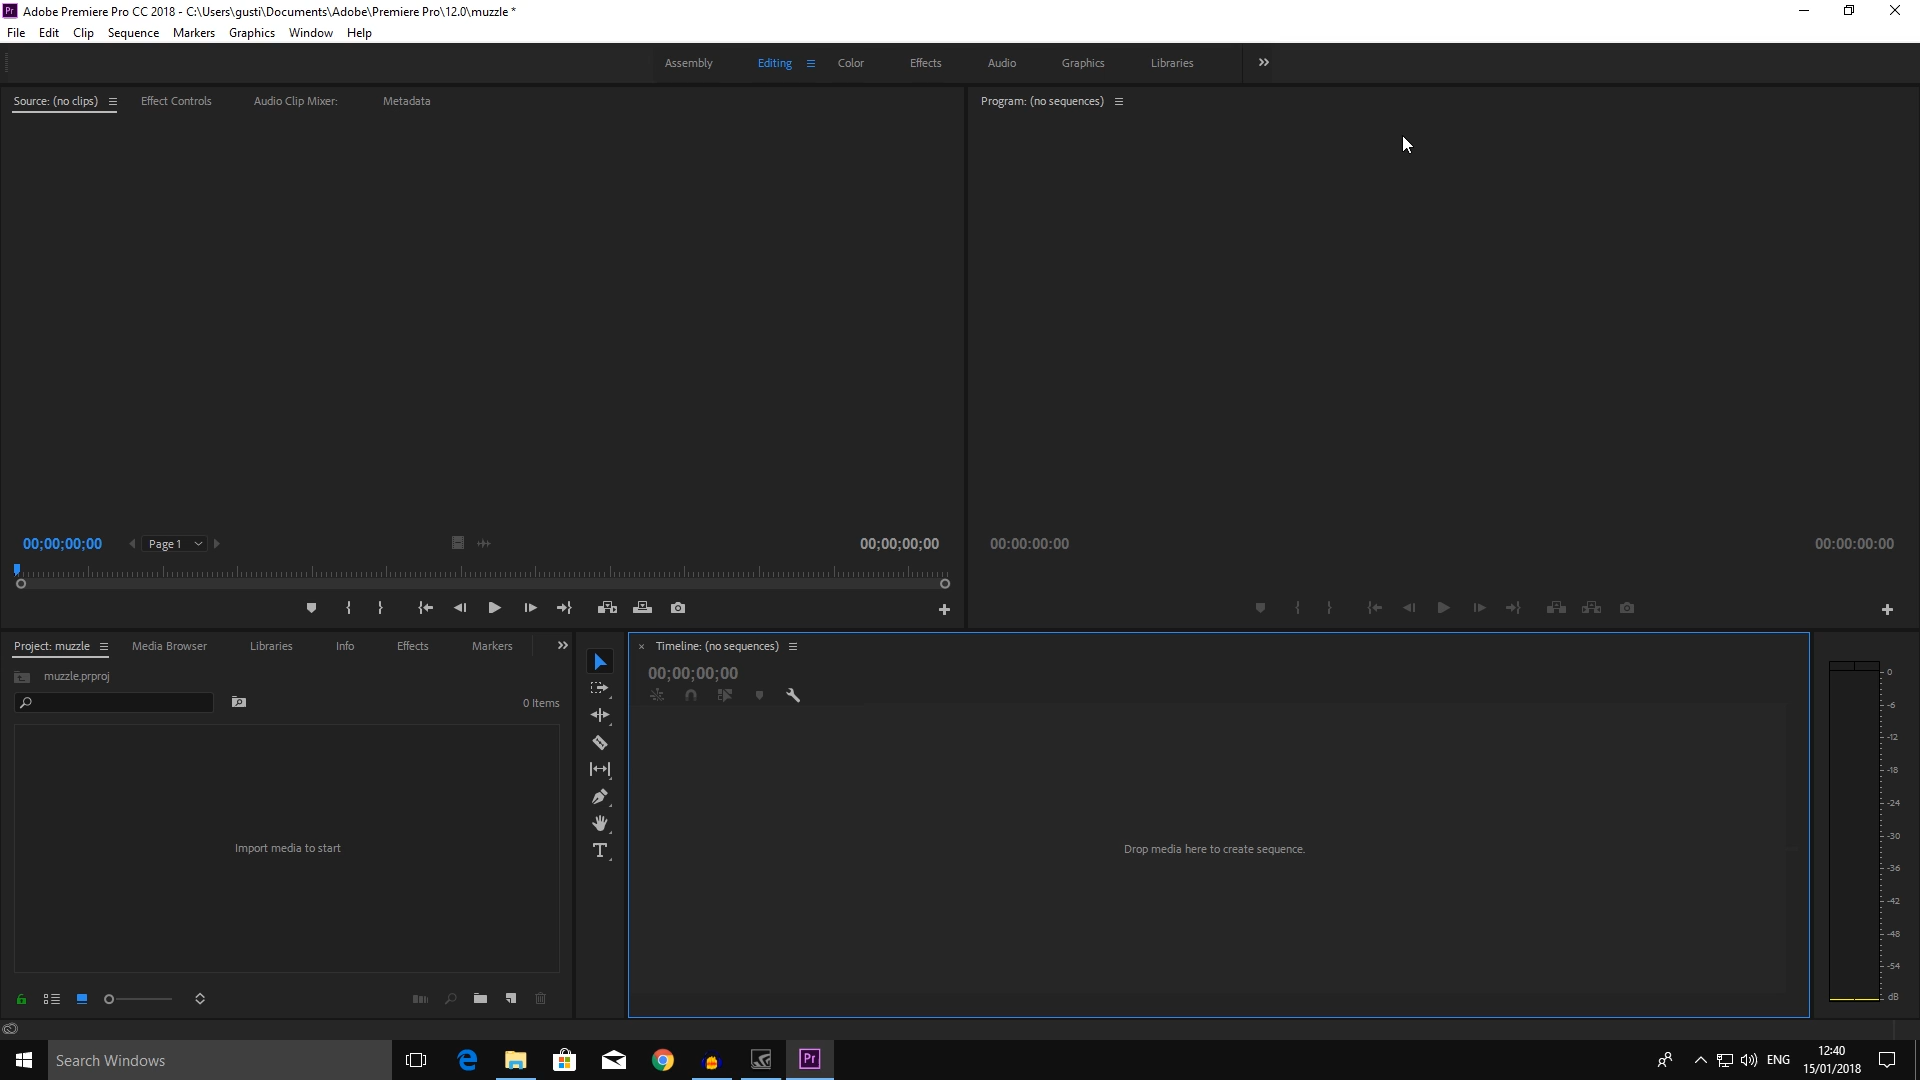 Adobe Premiere Pro CC 2018 - C:\Users\gusti\Documents\Adobe\Premiere Pro\12.0\muzzle *
File Edit Clip Sequence Markers Graphics Window Help
Assembly Editing Color Effects Audio Graphics Libraries
Source: (no clips) Effect Controls Audio Clip Mixer: Metadata
Program: (no sequences)
00;00;00;00 Page 1 00;00;00;00
00:00:00:00 00:00:00:00
Project: muzzle Media Browser Libraries Info Effects Markers
muzzle.prproj
0 Items
Import media to start
Timeline: (no sequences)
00;00;00;00
Drop media here to create sequence.
0
-6
-12
-18
-24
-30
-36
-42
-48
-54
dB
Pr
Search Windows
Pr
ENG
12:40
15/01/2018